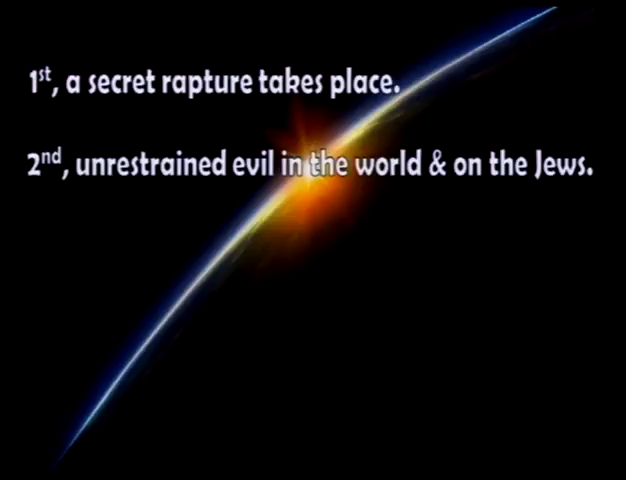 1st, a secret rapture takes place.
2nd, unrestrained evil in the world & on the Jews.